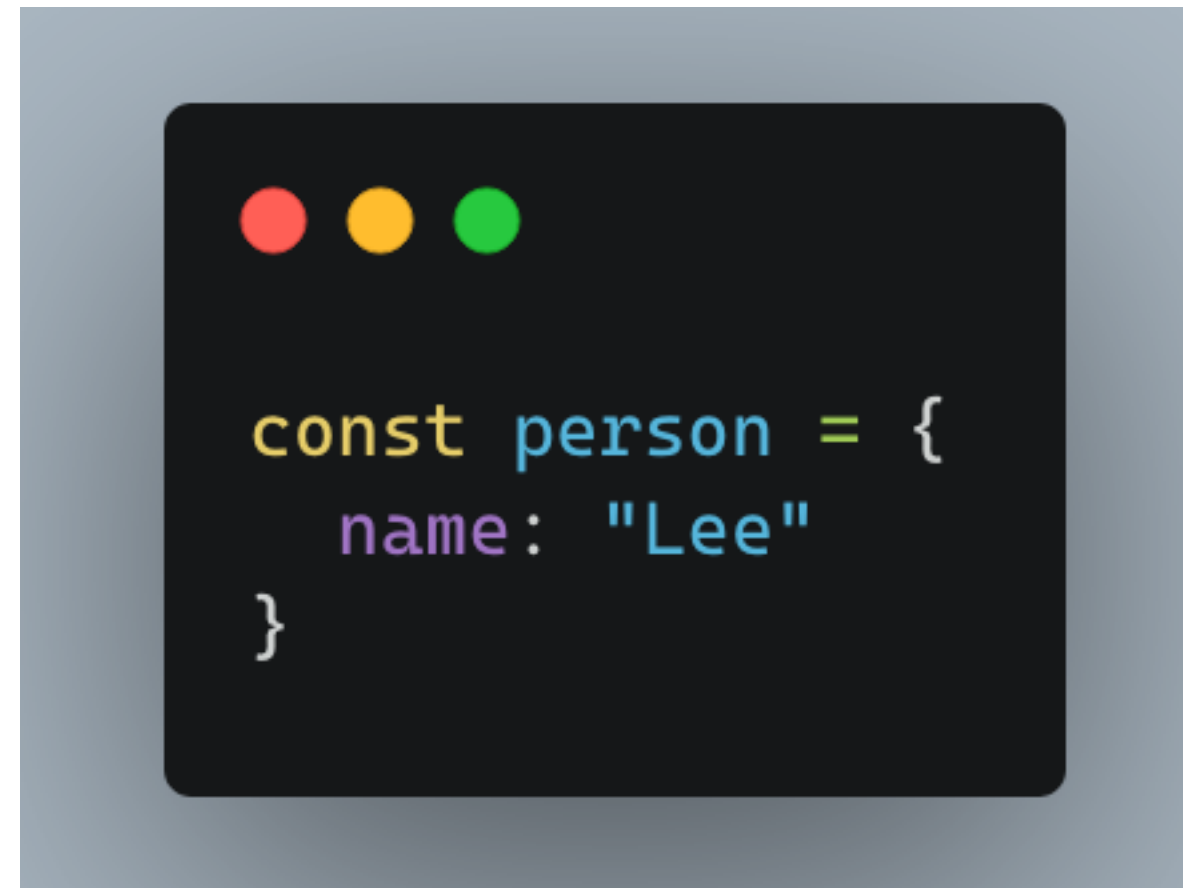 const person = {
  name: "Lee"
}